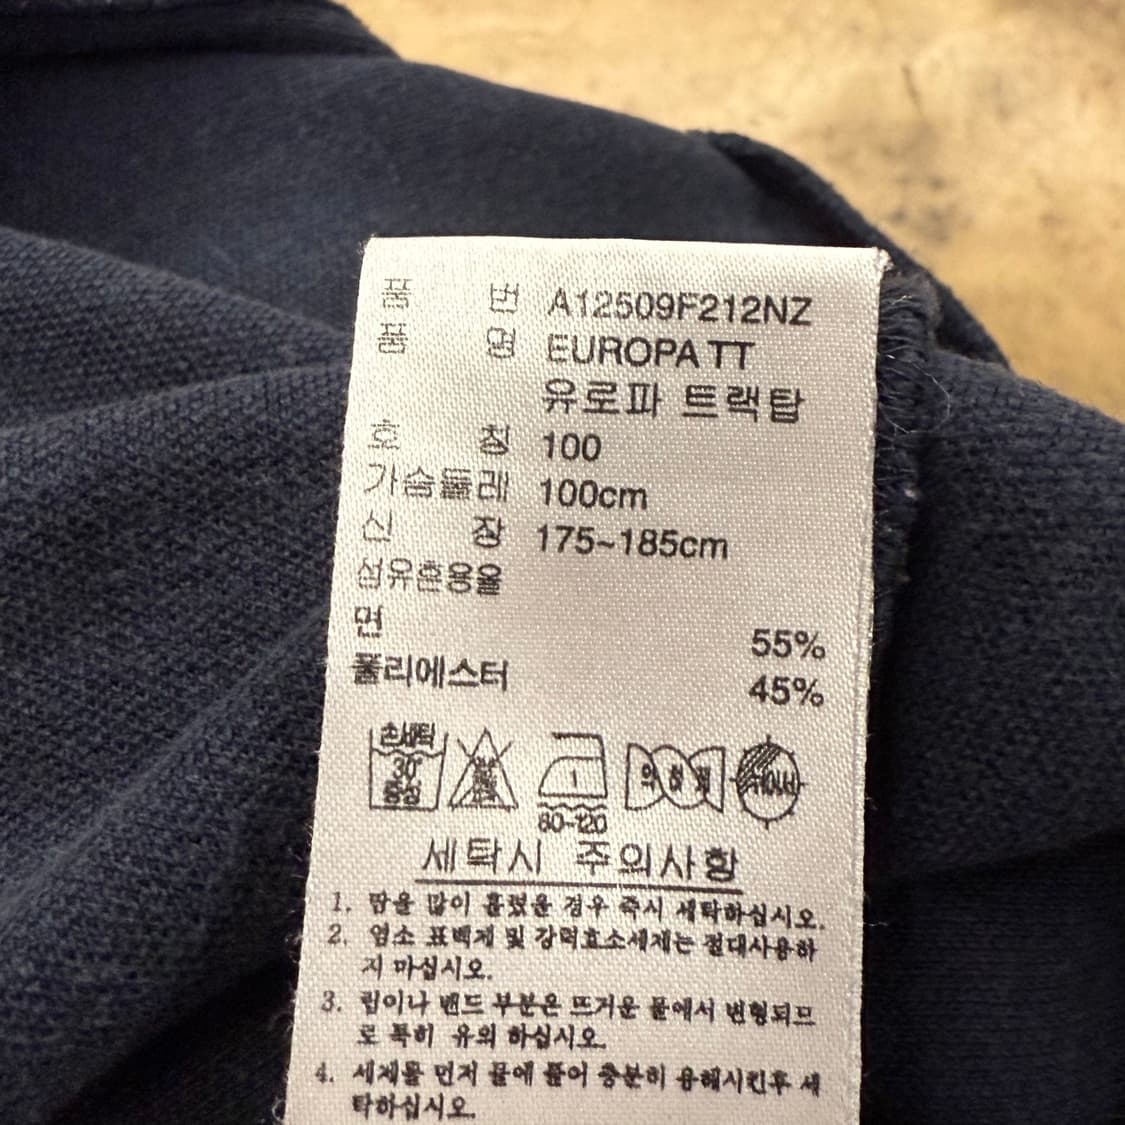 품 번 A12509F212NZ
품 명 EUROPA TT
유로파 트랙탑
호 칭 100
가슴둘레 100cm
신 장 175~185cm
섬유혼용율
면 55%
폴리에스터 45%
손세탁
30°
중성
80~120
세탁시 주의사항
1. 땀을 많이 흘렸을 경우 즉시 세탁하십시오.
2. 염소 표백제 및 강력효소세제는 절대사용하
지 마십시오.
3. 립이나 밴드 부분은 뜨거운 물에서 변형되므
로 특히 유의 하십시오.
4. 세제를 먼저 물에 풀어 충분히 용해시킨후 세
탁하십시오.